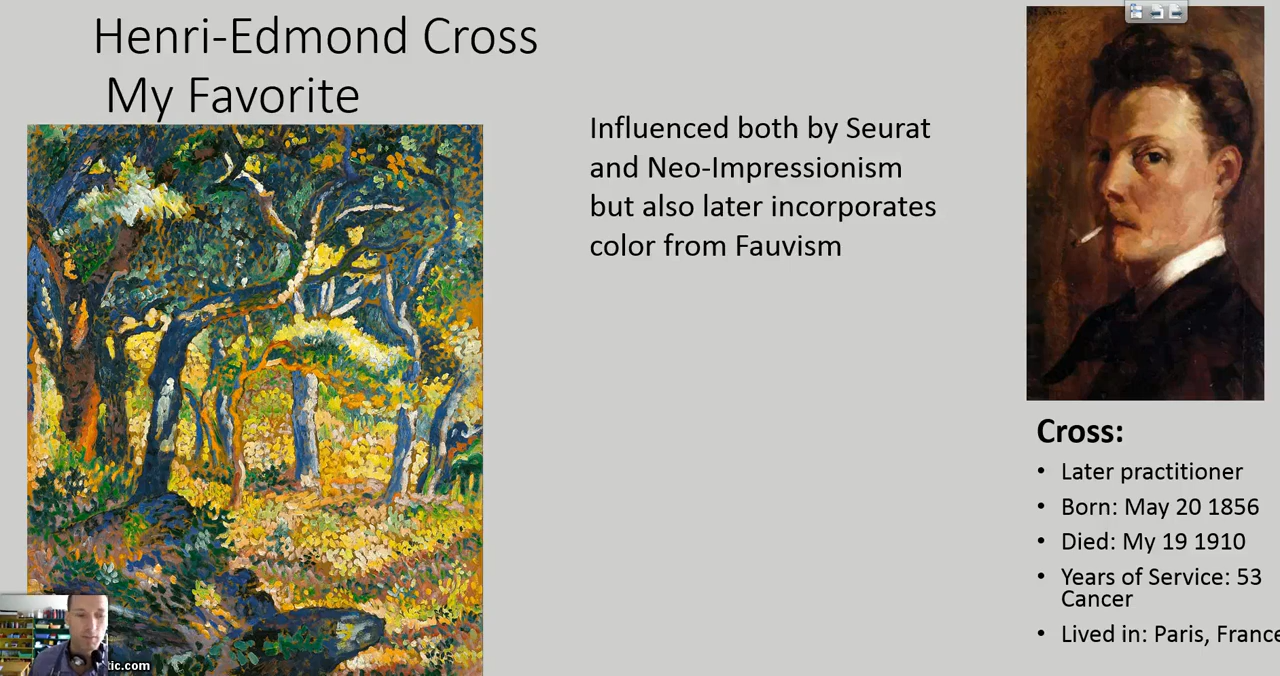 Henri-Edmond Cross
My Favorite
Influenced both by Seurat
and Neo-Impressionism
but also later incorporates
color from Fauvism
Cross:
• Later practitioner
• Born: May 20 1856
• Died: My 19 1910
• Years of Service: 53
Cancer
• Lived in: Paris, France
tic.com